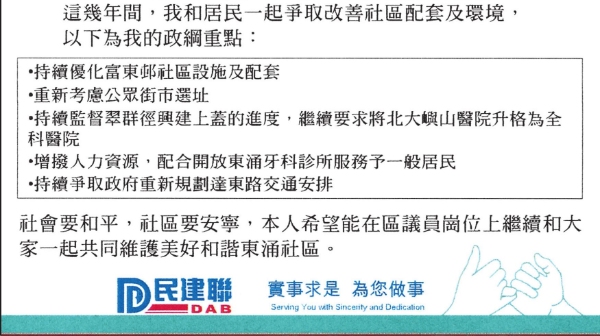 這幾年間，我和居民一起爭取改善社區配套及環境，
以下為我的政綱重點：
•持續優化富東邨社區設施及配套
•重新考慮公眾街市選址
•持續監督翠群徑興建上蓋的進度，繼續要求將北大嶼山醫院升格為全
科醫院
•增撥人力資源，配合開放東涌牙科診所服務予一般居民
•持續爭取政府重新規劃達東路交通安排
社會要和平，社區要安寧，本人希望能在區議員崗位上繼續和大
家一起共同維護美好和諧東涌社區。
民建聯
DAB
實事求是 為您做事
Serving You with Sincerity and Dedication